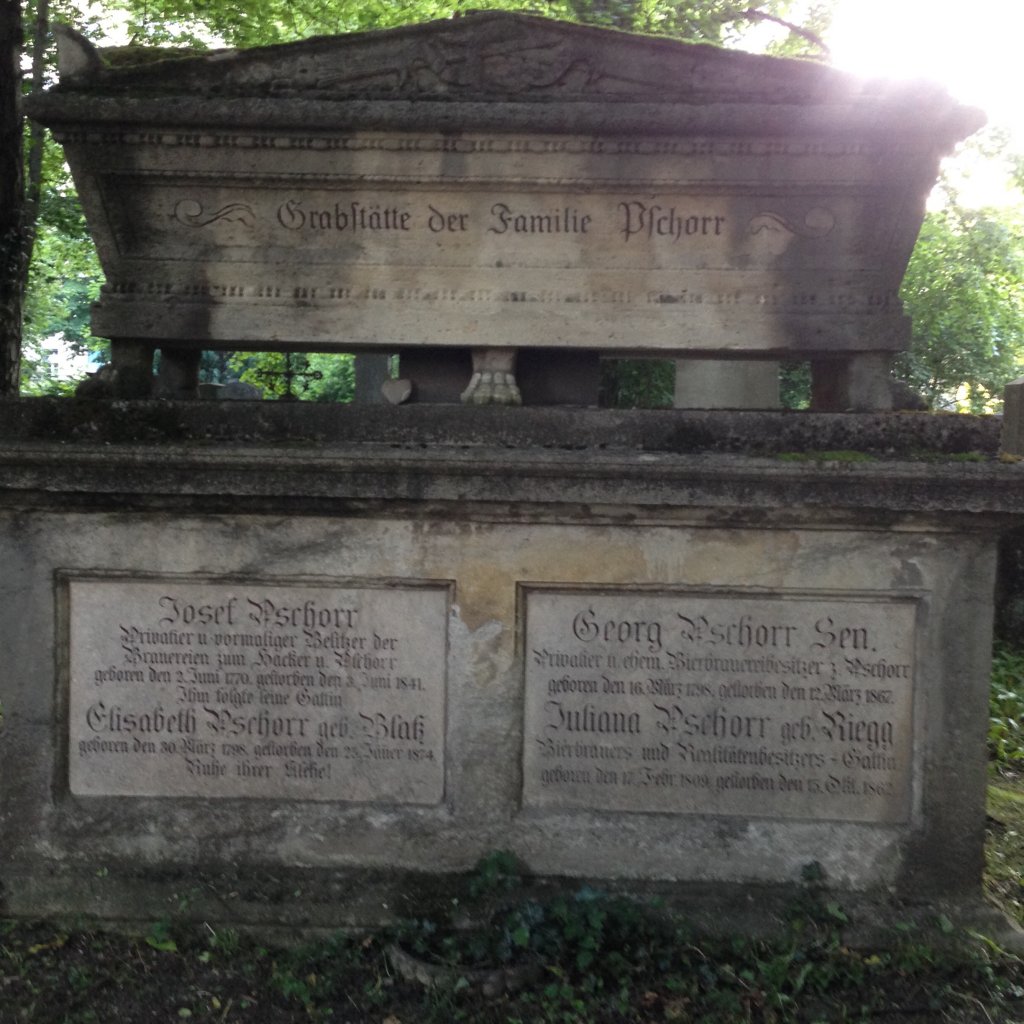 Grabstätte der Familie Pschorr
Josef Pschorr
Privatier u. vormaliger Besitzer der
Brauereien zum Hacker u. Pschorr
geboren den 2. Juni 1770, gestorben den 3. Juni 1841.
Ihm folgte seine Gattin
Elisabeth Pschorr geb. Blaß
geboren den 30. März 1798, gestorben den 25. Jäner 1874.
Ruhe ihrer Asche!
Georg Pschorr Sen.
Privatier u. ehem. Bierbrauereibesitzer z. Pschorr
geboren den 16. März 1798, gestorben den 12. März 1867.
Juliana Pschorr geb. Riegg
Bierbrauers und Realitätenbesitzers - Gattin
geboren den 17. Febr. 1809, gestorben den 15. Okt. 1862.